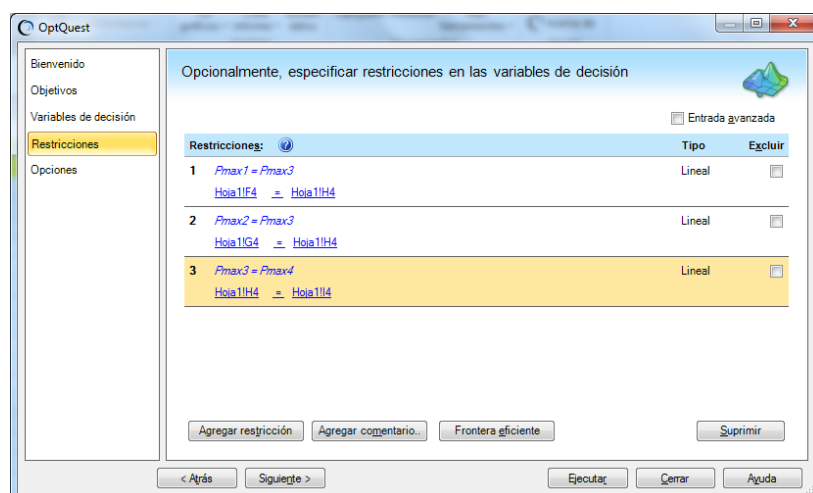 OptQuest
Bienvenido
Objetivos
Variables de decisión
Restricciones
Opciones
Opcionalmente, especificar restricciones en las variables de decisión
Entrada avanzada
Restricciones: Tipo Excluir
1 Pmax1 = Pmax3 Lineal
Hoja1!F4 = Hoja1!H4
2 Pmax2 = Pmax3 Lineal
Hoja1!G4 = Hoja1!H4
3 Pmax3 = Pmax4 Lineal
Hoja1!H4 = Hoja1!I4
Agregar restricción Agregar comentario.. Frontera eficiente Suprimir
< Atrás Siguiente > Ejecutar Cerrar Ayuda